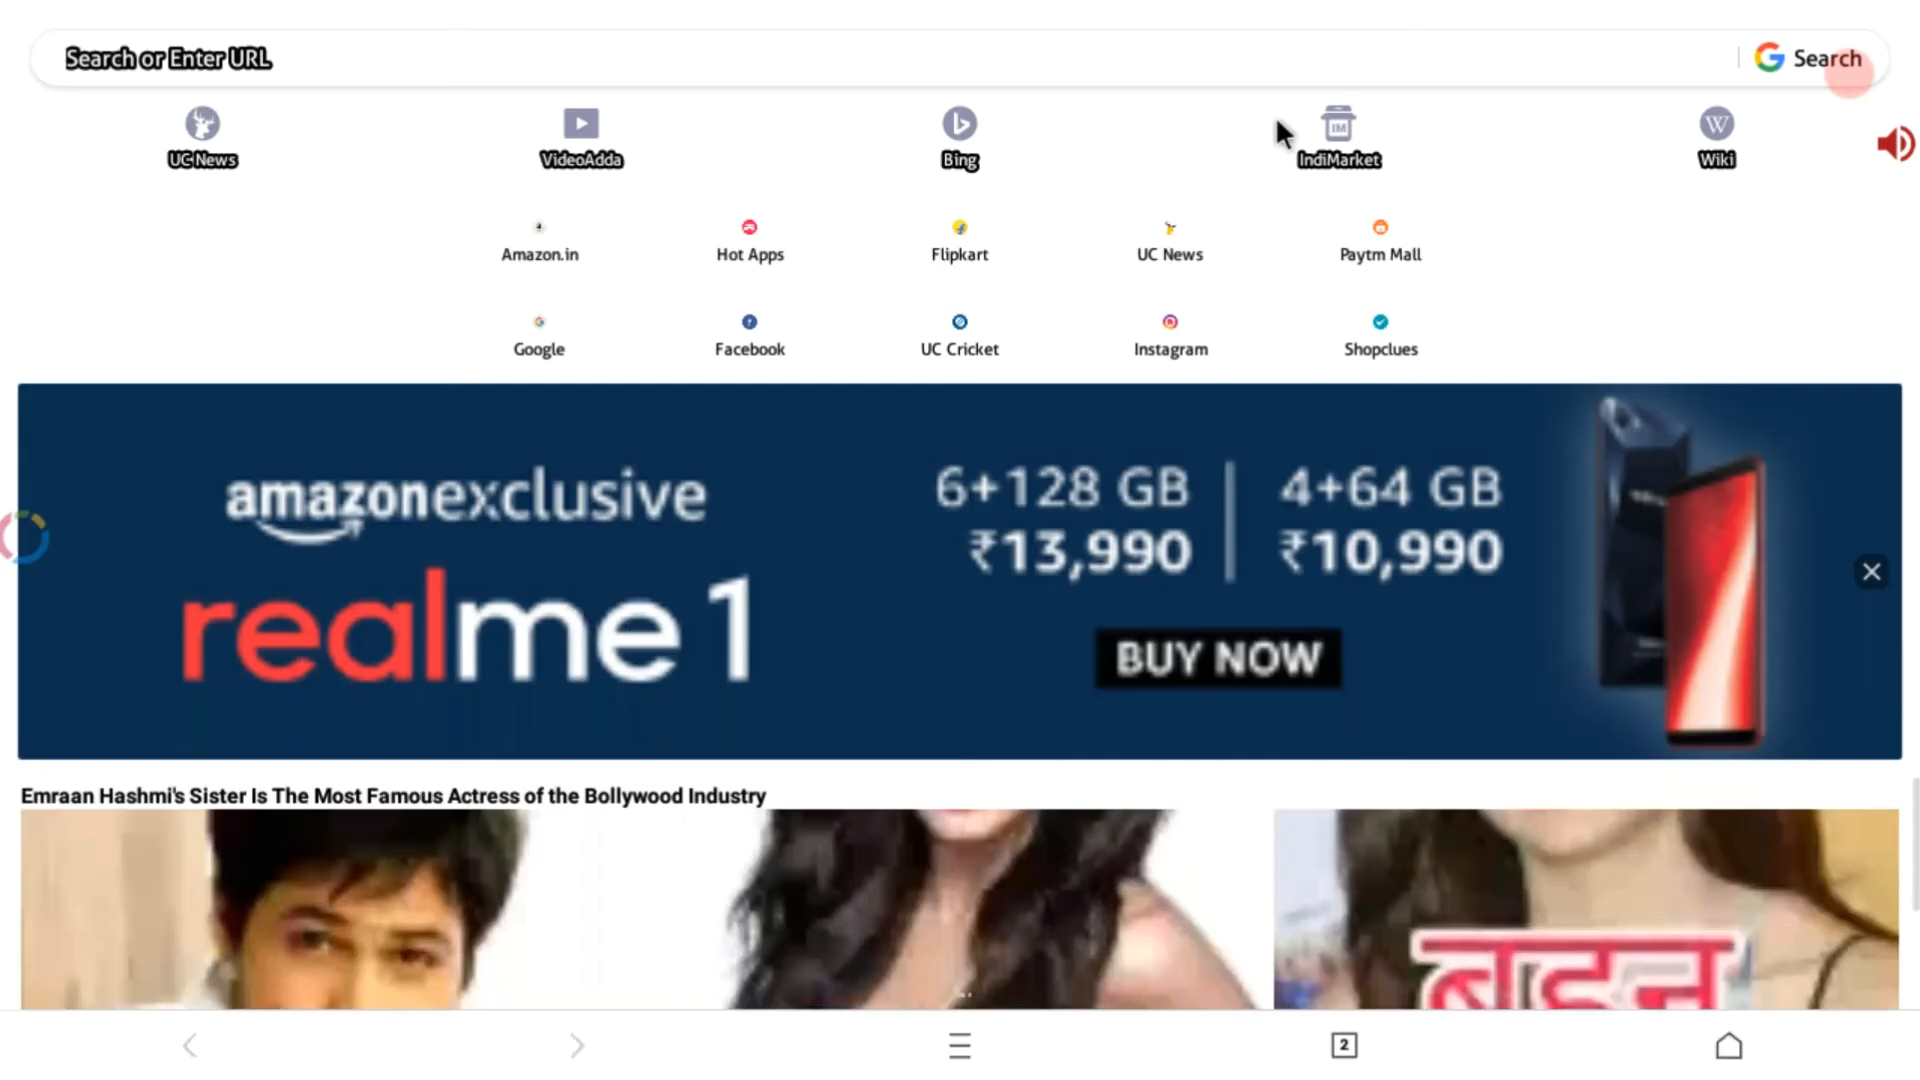 Search or Enter URL
Search
UC News
VideoAdda
Bing
IM
IndiMarket
W
Wiki
Amazon.in
Hot Apps
Flipkart
UC News
Paytm Mall
Google
Facebook
UC Cricket
Instagram
Shopclues
amazonexclusive
realme 1
6+128 GB
₹13,990
4+64 GB
₹10,990
BUY NOW
Emraan Hashmi's Sister Is The Most Famous Actress of the Bollywood Industry
बहन
2